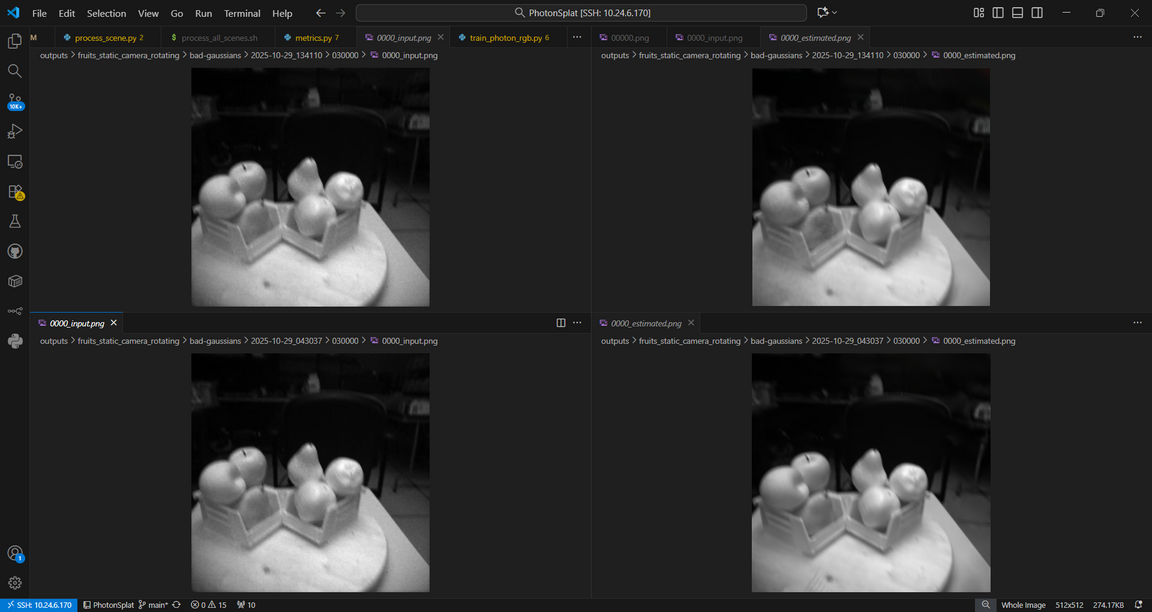 File Edit Selection View Go Run Terminal Help PhotonSplat [SSH: 10.24.6.170]
M process_scene.py 2 $ process_all_scenes.sh metrics.py 7 0000_input.png train_photon_rgb.py 6 00000.png 0000_input.png 0000_estimated.png
outputs > fruits_static_camera_rotating > bad-gaussians > 2025-10-29_134110 > 030000 > 0000_input.png
outputs > fruits_static_camera_rotating > bad-gaussians > 2025-10-29_134110 > 030000 > 0000_estimated.png
10K+
0000_input.png
0000_estimated.png
outputs > fruits_static_camera_rotating > bad-gaussians > 2025-10-29_043037 > 030000 > 0000_input.png
outputs > fruits_static_camera_rotating > bad-gaussians > 2025-10-29_043037 > 030000 > 0000_estimated.png
1
SSH: 10.24.6.170 PhotonSplat main* 0 15 10 Whole Image 512x512 274.17KB